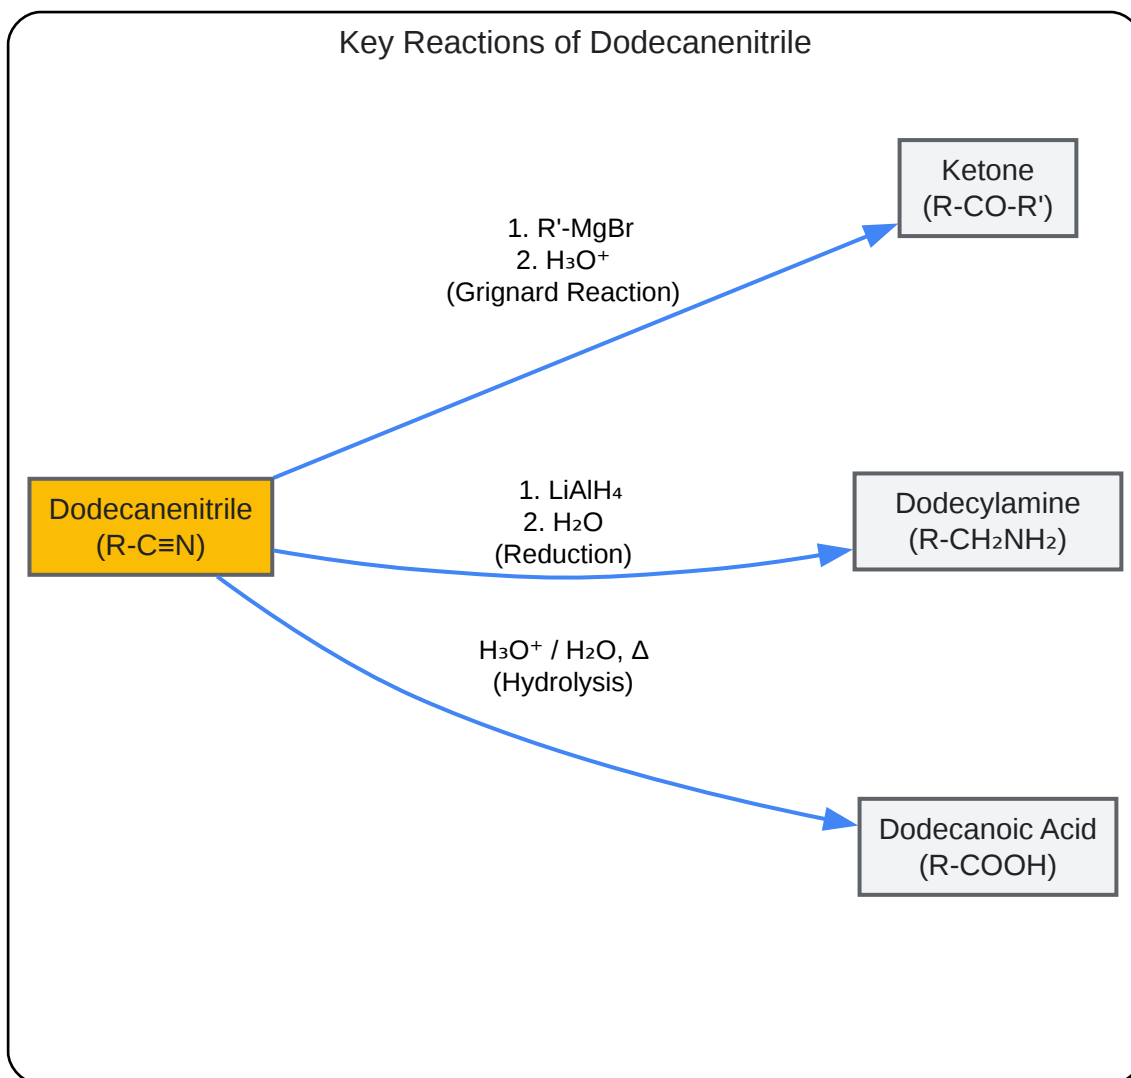 Key Reactions of Dodecanenitrile
Ketone
(R-CO-R')
1. R'-MgBr
2. H₃O⁺
(Grignard Reaction)
Dodecanenitrile
(R-C≡N)
1. LiAlH₄
2. H₂O
(Reduction)
Dodecylamine
(R-CH₂NH₂)
H₃O⁺ / H₂O, Δ
(Hydrolysis)
Dodecanoic Acid
(R-COOH)